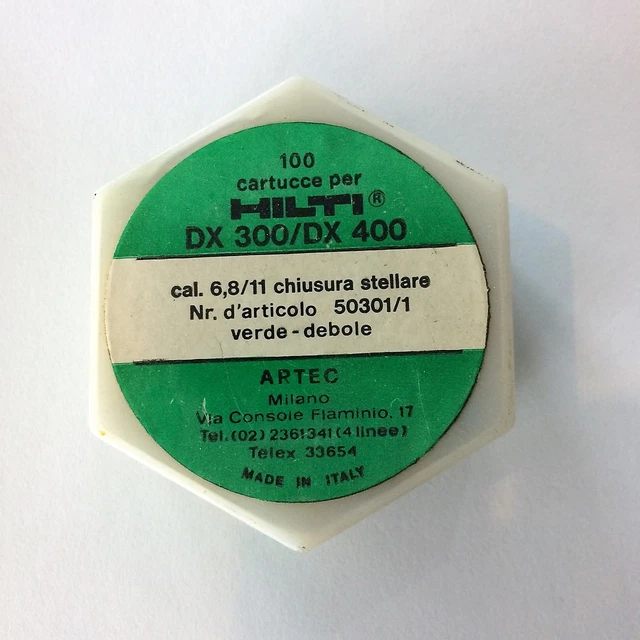 100
cartucce per
HILTI®
DX 300/DX 400
cal. 6,8/11 chiusura stellare
Nr. d'articolo 50301/1
verde-debole
ARTEC
Milano
Via Console Flaminio, 17
Tel. (02) 2361341 (4 linee)
Telex 33654
MADE IN ITALY